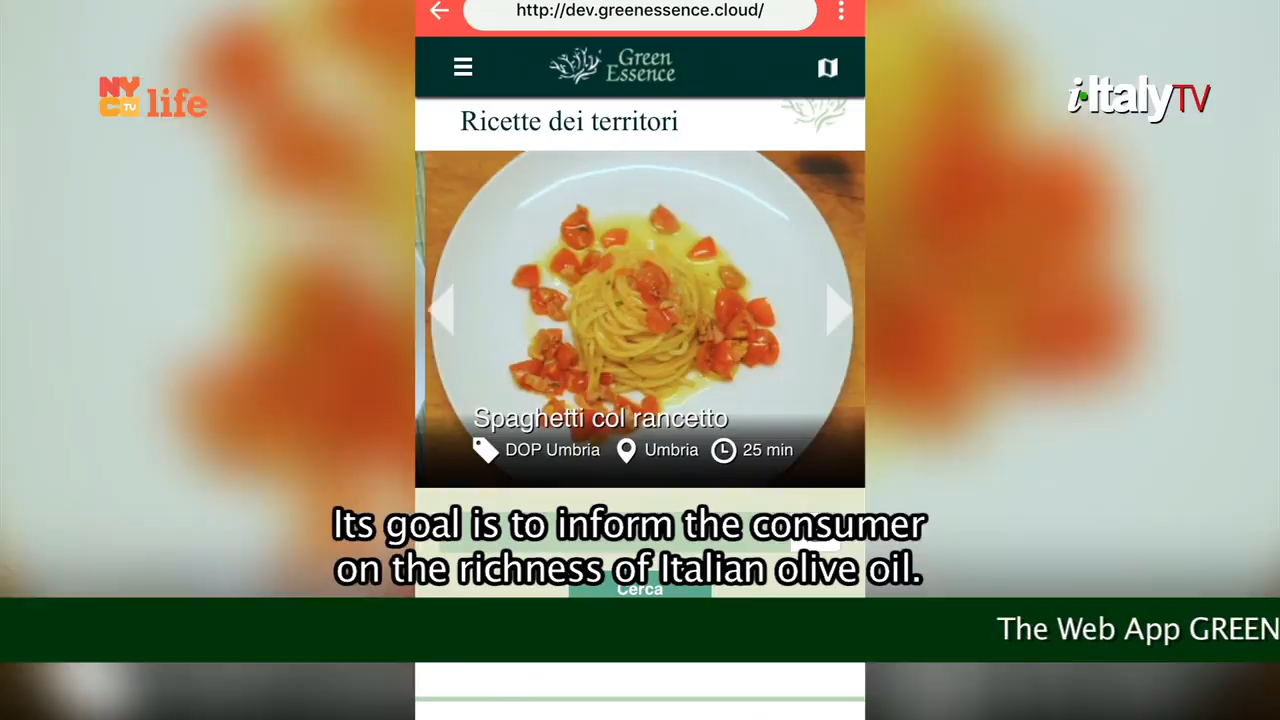 http://dev.greenessence.cloud/
Green
Essence
NY
C TV life
i-Italy TV
Ricette dei territori
Spaghetti col rancetto
DOP Umbria Umbria 25 min
Its goal is to inform the consumer
on the richness of Italian olive oil.
Cerca
The Web App GREEN